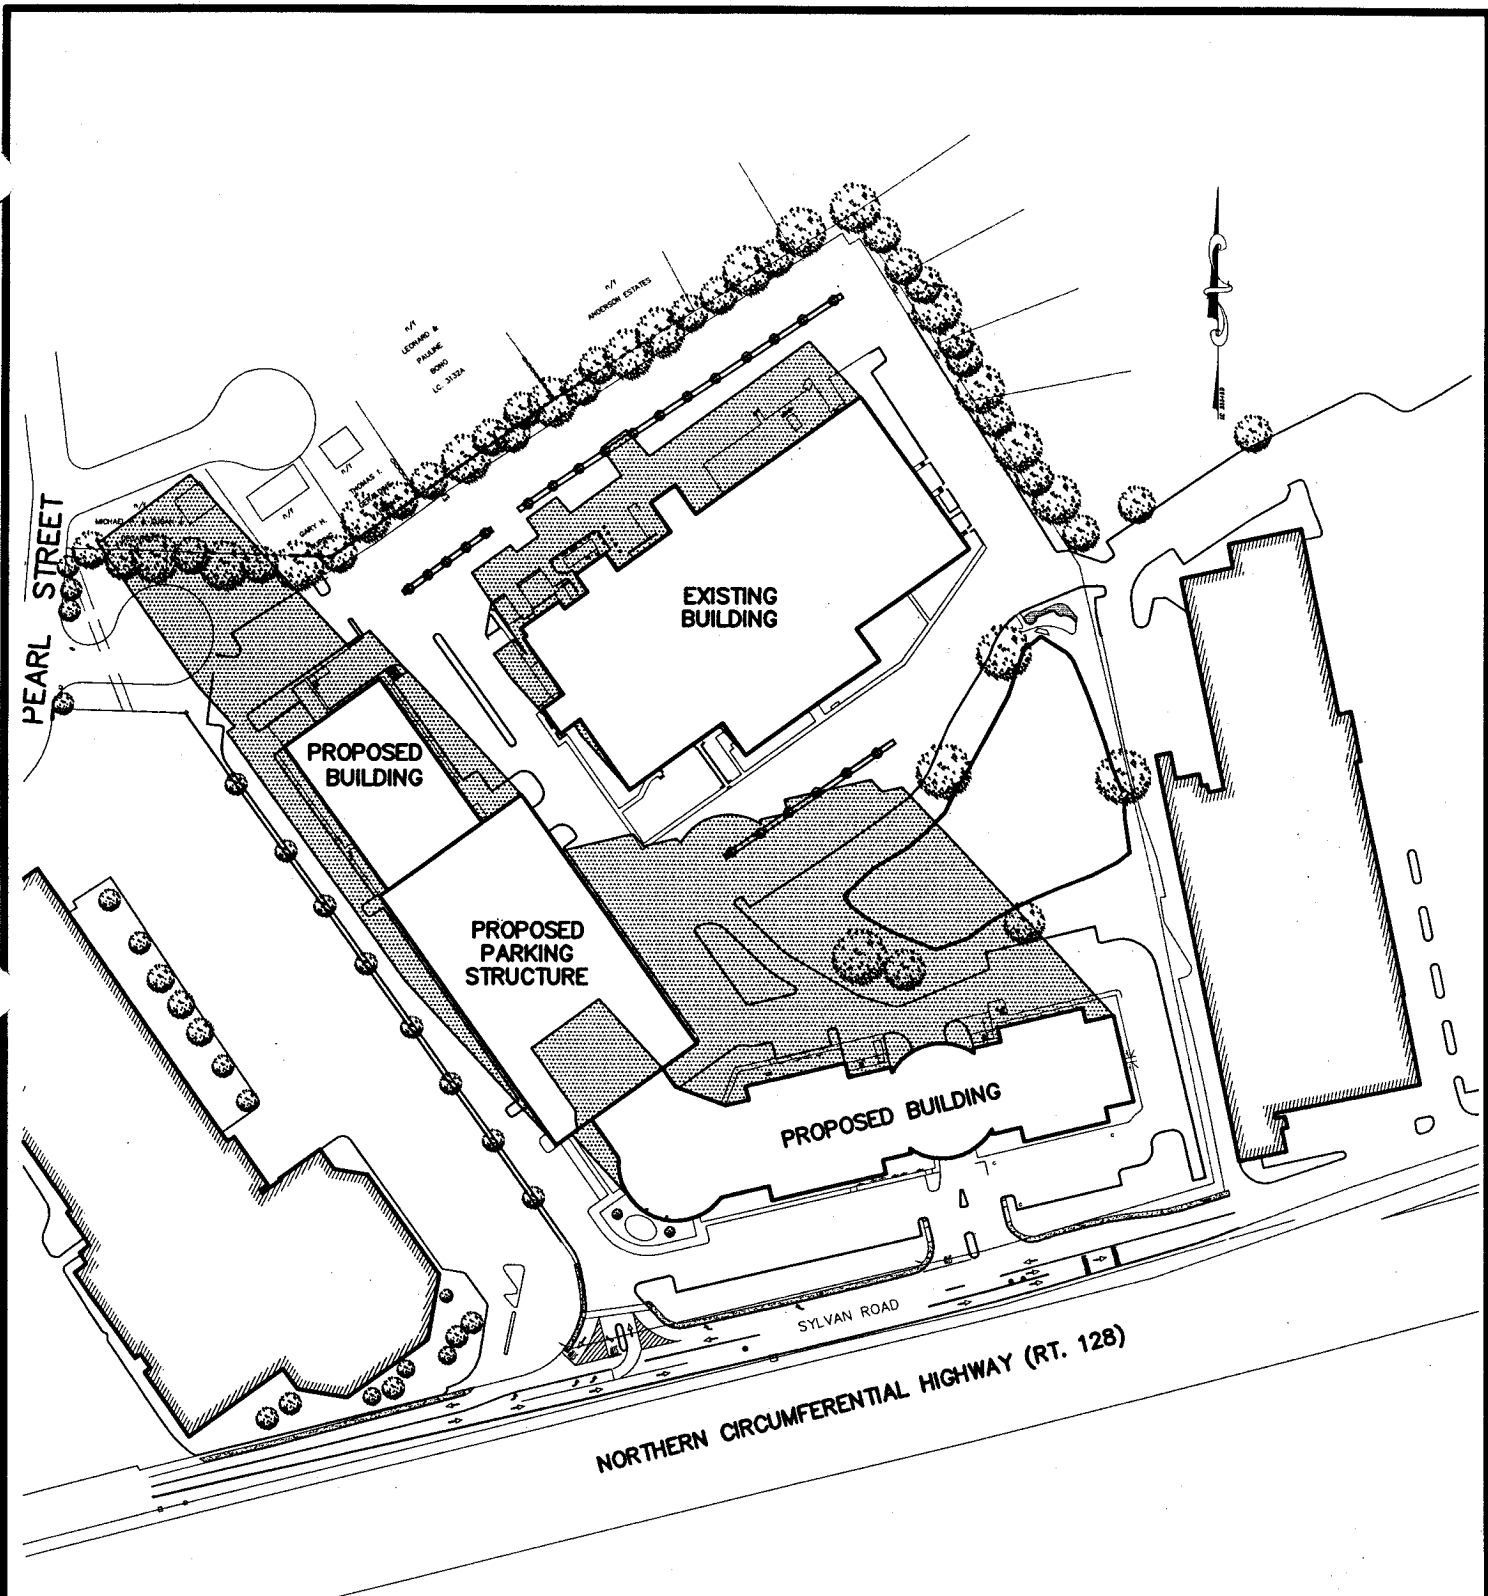 n/f
ANDERSON ESTATES
n/f
LEONARD &
PAULINE
BONO
LC. 3132A
n/f
THOMAS T.
n/f
GARY H.
n/f
PEARL STREET
EXISTING
BUILDING
PROPOSED
BUILDING
PROPOSED
PARKING
STRUCTURE
PROPOSED BUILDING
SYLVAN ROAD
NORTHERN CIRCUMFERENTIAL HIGHWAY (RT. 128)